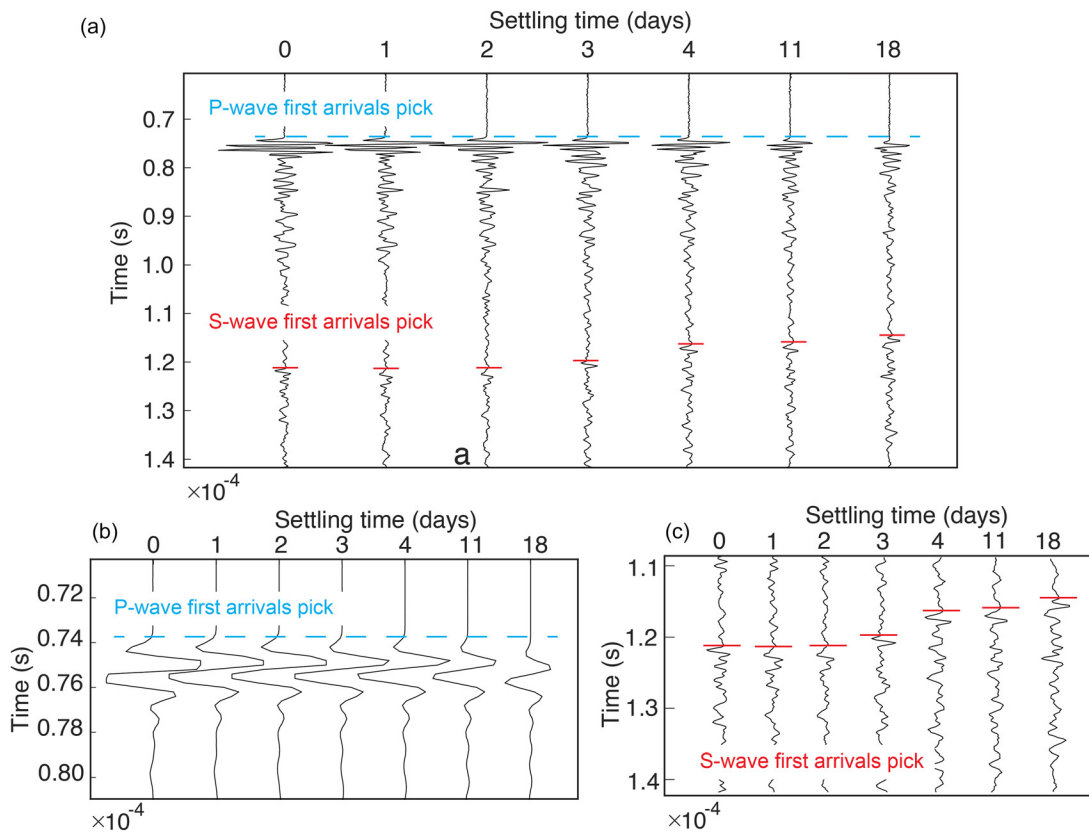 (a)
Settling time (days)
0 1 2 3 4 11 18
P-wave first arrivals pick
0.7
0.8
0.9
1.0
1.1
1.2
1.3
1.4
Time (s)
S-wave first arrivals pick
a
×10-4
(b)
Settling time (days)
0 1 2 3 4 11 18
P-wave first arrivals pick
0.72
0.74
0.76
0.78
0.80
Time (s)
×10-4
(c)
Settling time (days)
0 1 2 3 4 11 18
1.1
1.2
1.3
1.4
Time (s)
S-wave first arrivals pick
×10-4